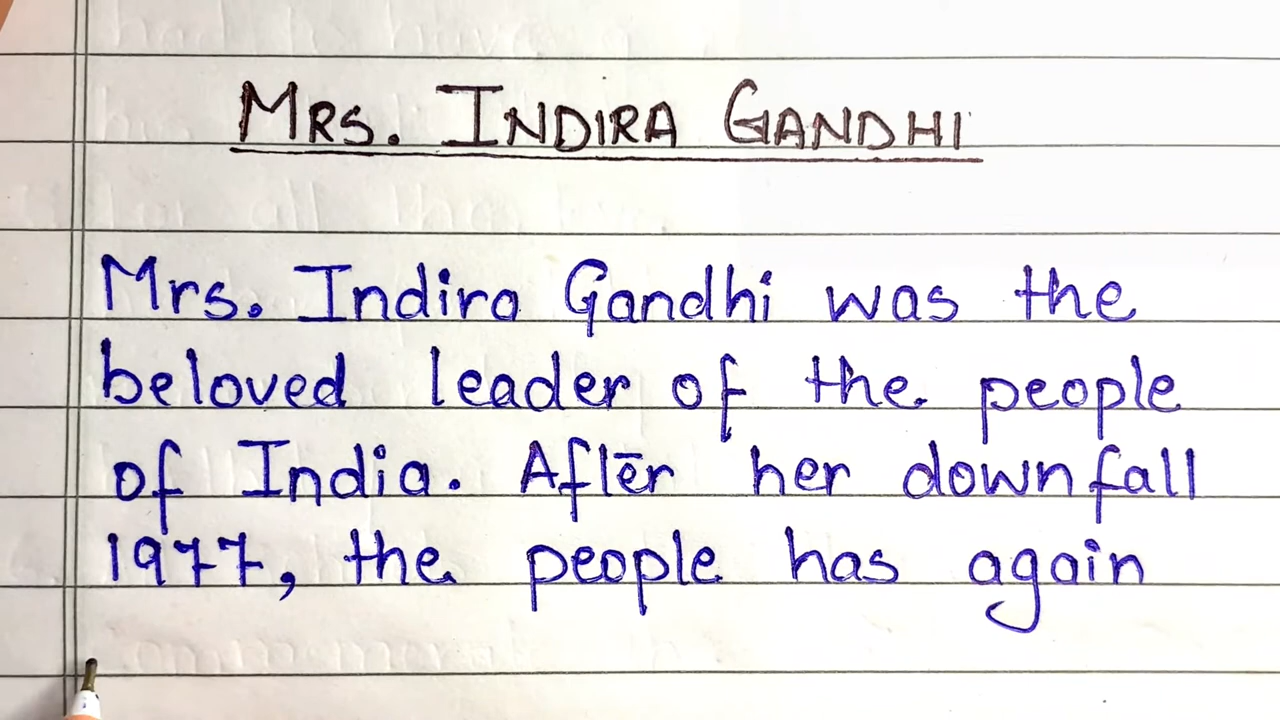 MRS. INDIRA GANDHI
Mrs. Indira Gandhi was the
beloved leader of the people
of India. After her downfall
1977, the people has again